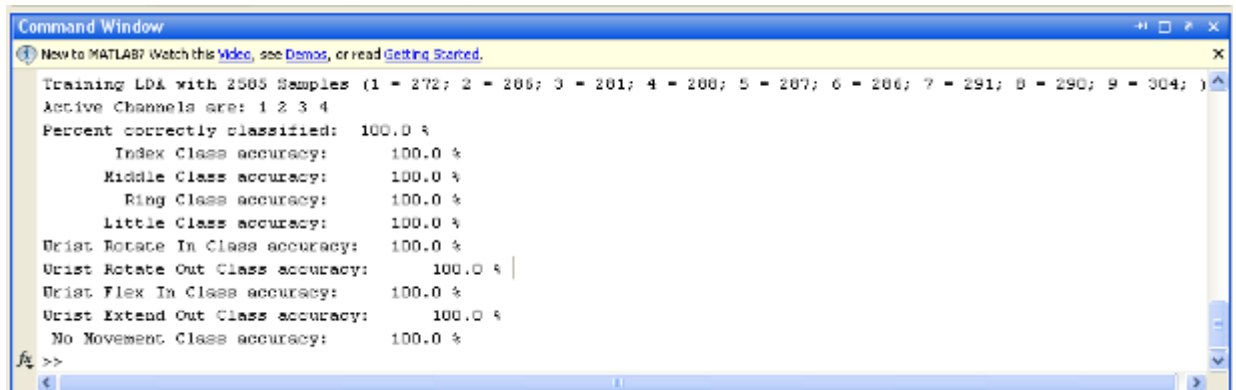 Command Window
New to MATLAB? Watch this Video, see Demos, or read Getting Started.
Training LDA with 2585 Samples (1 = 272; 2 = 286; 3 = 281; 4 = 288; 5 = 287; 6 = 286; 7 = 291; 8 = 290; 9 = 304; )
Active Channels are: 1 2 3 4
Percent correctly classified: 100.0 %
Index Class accuracy: 100.0 %
Middle Class accuracy: 100.0 %
Ring Class accuracy: 100.0 %
Little Class accuracy: 100.0 %
Wrist Rotate In Class accuracy: 100.0 %
Wrist Rotate Out Class accuracy: 100.0 %
Wrist Flex In Class accuracy: 100.0 %
Wrist Extend Out Class accuracy: 100.0 %
No Movement Class accuracy: 100.0 %
fx >>